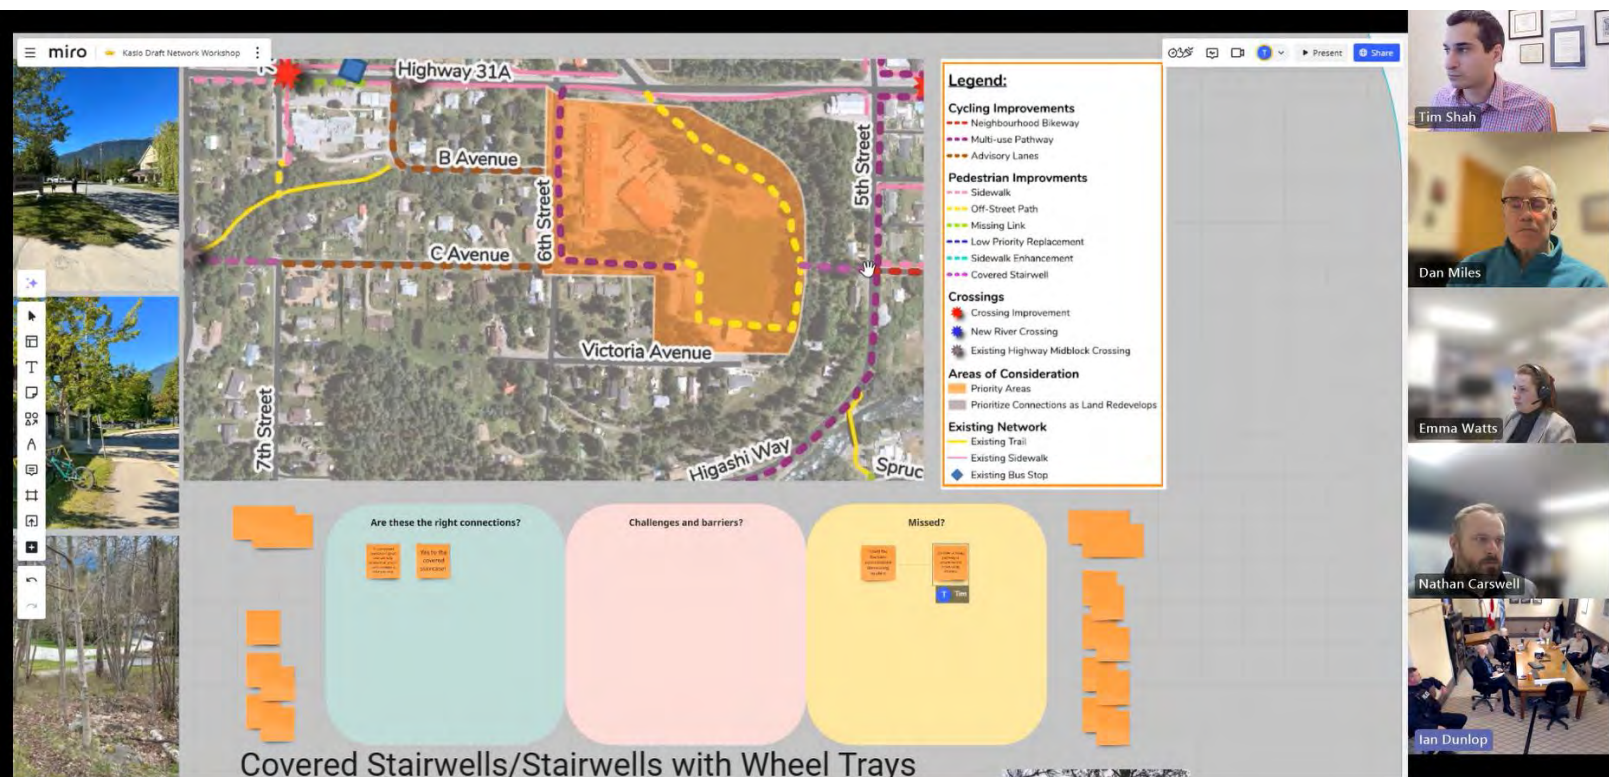 miro
Kaslo Draft Network Workshop
Present
Share
Highway 31A
B Avenue
C Avenue
6th Street
5th Street
7th Street
Victoria Avenue
Higashi Way
Spruc
Legend:
Cycling Improvements
Neighbourhood Bikeway
Multi-use Pathway
Advisory Lanes
Pedestrian Improvments
Sidewalk
Off-Street Path
Missing Link
Low Priority Replacement
Sidewalk Enhancement
Covered Stairwell
Crossings
Crossing Improvement
New River Crossing
Existing Highway Midblock Crossing
Areas of Consideration
Priority Areas
Prioritize Connections as Land Redevelops
Existing Network
Existing Trail
Existing Sidewalk
Existing Bus Stop
Are these the right connections?
Challenges and barriers?
Missed?
covered
T Tim
Covered Stairwells/Stairwells with Wheel Trays
Tim Shah
Dan Miles
Emma Watts
Nathan Carswell
Ian Dunlop